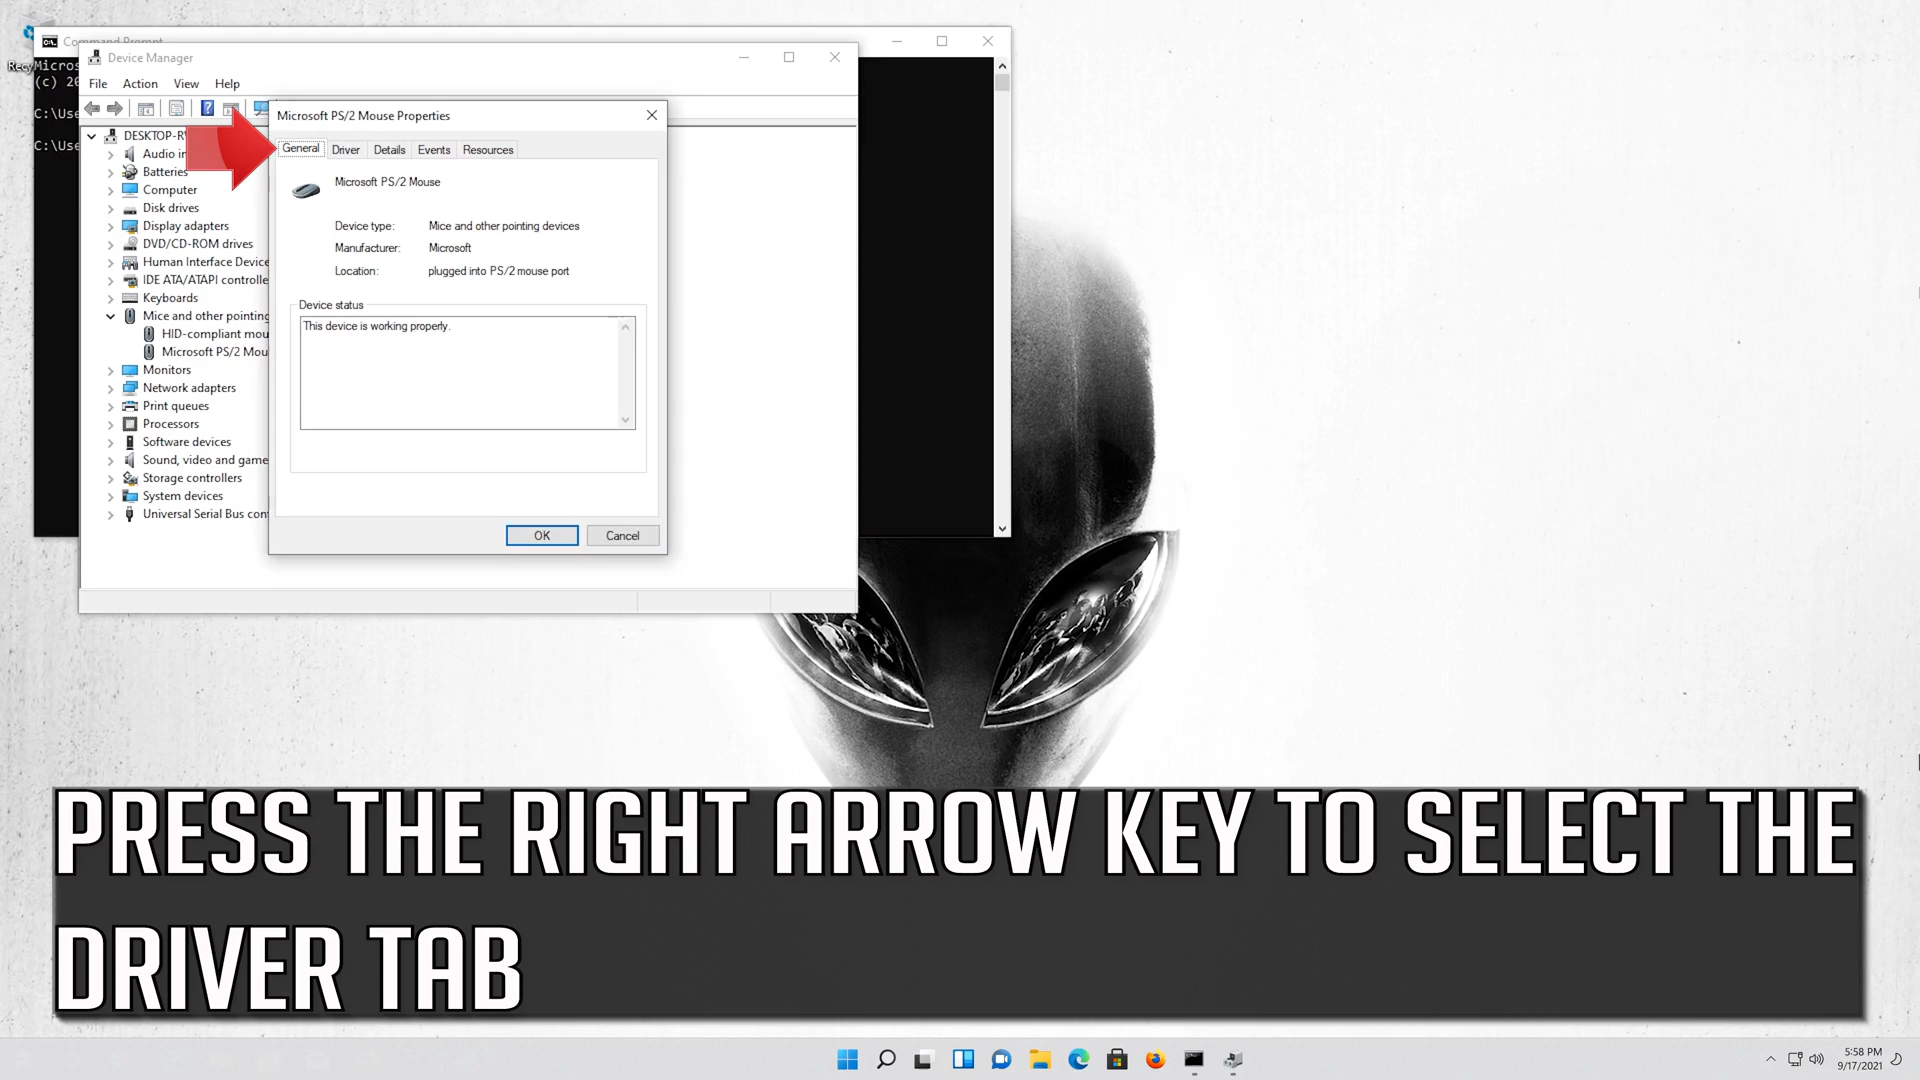 Command Prompt
Device Manager
File Action View Help
Micros
(c) 20
C:\Use
C:\Use
DESKTOP-R
Audio in
Batteries
Computer
Disk drives
Display adapters
DVD/CD-ROM drives
Human Interface Device
IDE ATA/ATAPI controlle
Keyboards
Mice and other pointing
HID-compliant mou
Microsoft PS/2 Mou
Monitors
Network adapters
Print queues
Processors
Software devices
Sound, video and game
Storage controllers
System devices
Universal Serial Bus cont
Microsoft PS/2 Mouse Properties
General Driver Details Events Resources
Microsoft PS/2 Mouse
Device type: Mice and other pointing devices
Manufacturer: Microsoft
Location: plugged into PS/2 mouse port
Device status
This device is working properly.
OK Cancel
PRESS THE RIGHT ARROW KEY TO SELECT THE
DRIVER TAB
5:58 PM
9/17/2021